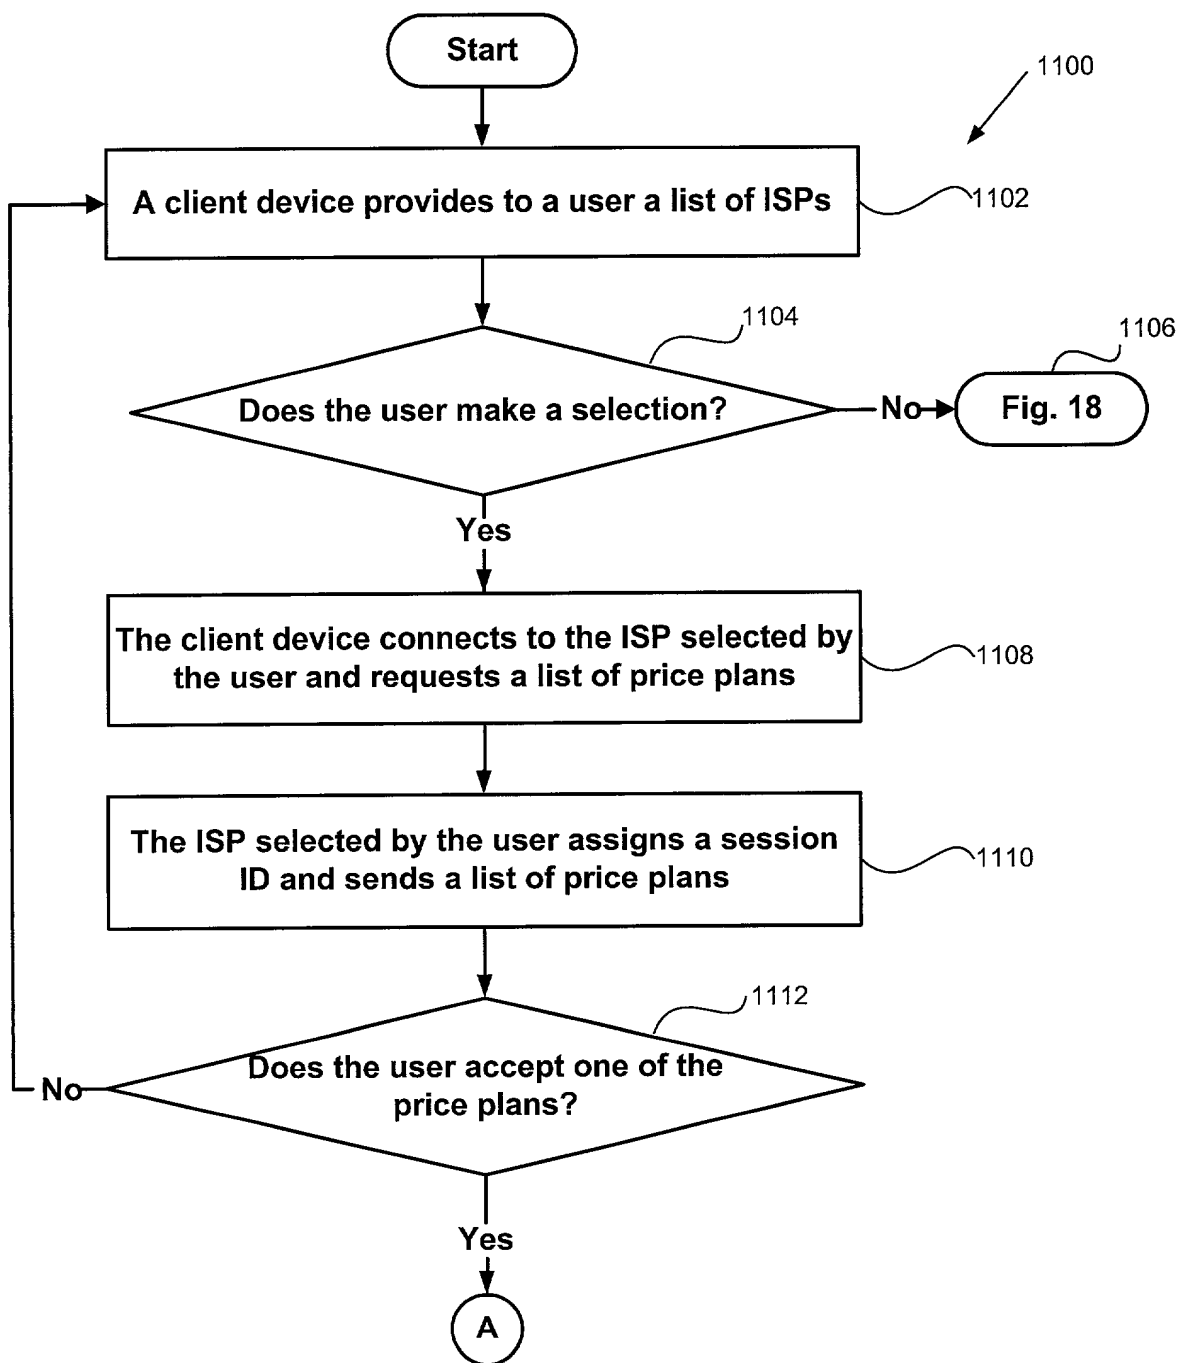 Start
1100
A client device provides to a user a list of ISPs
1102
1104
Does the user make a selection?
No
1106
Fig. 18
Yes
The client device connects to the ISP selected by
the user and requests a list of price plans
1108
The ISP selected by the user assigns a session
ID and sends a list of price plans
1110
1112
Does the user accept one of the
price plans?
No
Yes
A